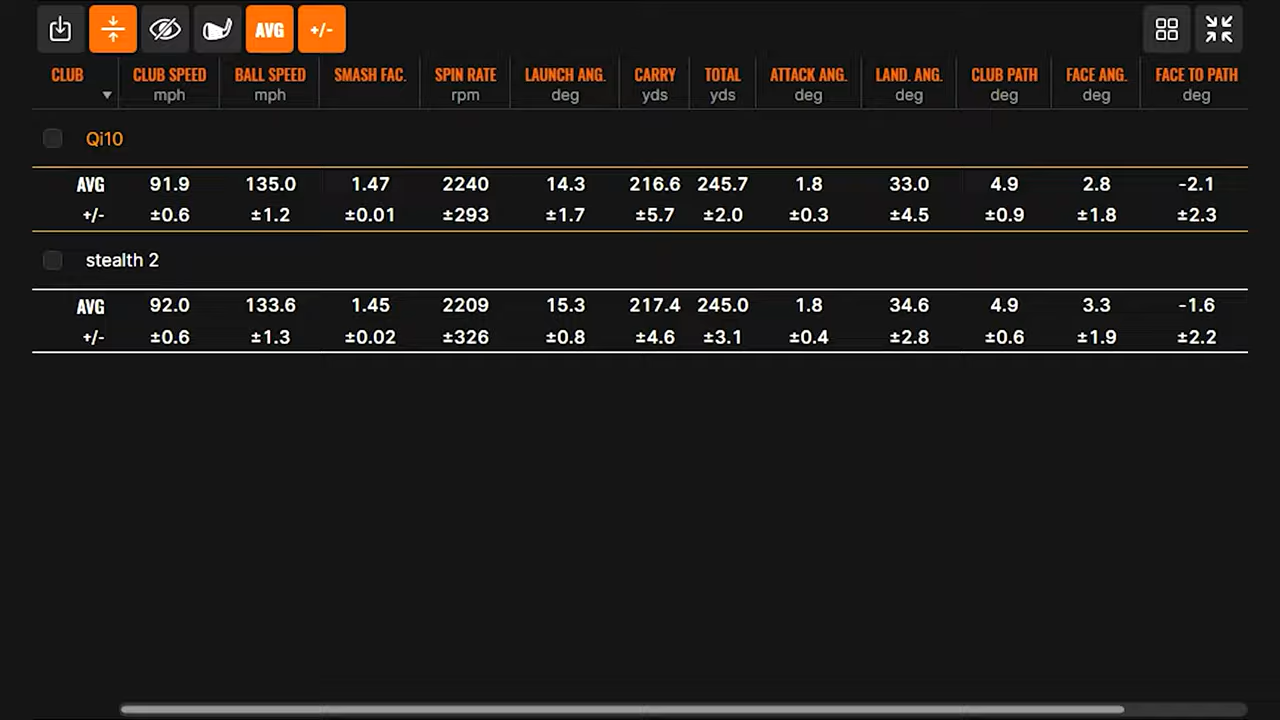 AVG +/-
CLUB CLUB SPEED BALL SPEED SMASH FAC. SPIN RATE LAUNCH ANG. CARRY TOTAL ATTACK ANG. LAND. ANG. CLUB PATH FACE ANG. FACE TO PATH
mph mph rpm deg yds yds deg deg deg deg deg
Qi10
AVG 91.9 135.0 1.47 2240 14.3 216.6 245.7 1.8 33.0 4.9 2.8 -2.1
+/- ±0.6 ±1.2 ±0.01 ±293 ±1.7 ±5.7 ±2.0 ±0.3 ±4.5 ±0.9 ±1.8 ±2.3
stealth 2
AVG 92.0 133.6 1.45 2209 15.3 217.4 245.0 1.8 34.6 4.9 3.3 -1.6
+/- ±0.6 ±1.3 ±0.02 ±326 ±0.8 ±4.6 ±3.1 ±0.4 ±2.8 ±0.6 ±1.9 ±2.2